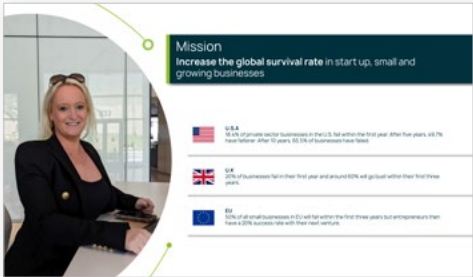 Mission
Increase the global survival rate in start up, small and
growing businesses
U.S.A
18.4% of private sector businesses in the U.S. fail within the first year. After five years, 49.7%
have faltered. After 10 years, 65.5% of businesses have failed.
U.K
20% of businesses fail in their first year and around 60% will go bust within their first three
years.
EU
50% of all small businesses in EU will fail within the first three years but entrepreneurs then
have a 20% success rate with their next venture.